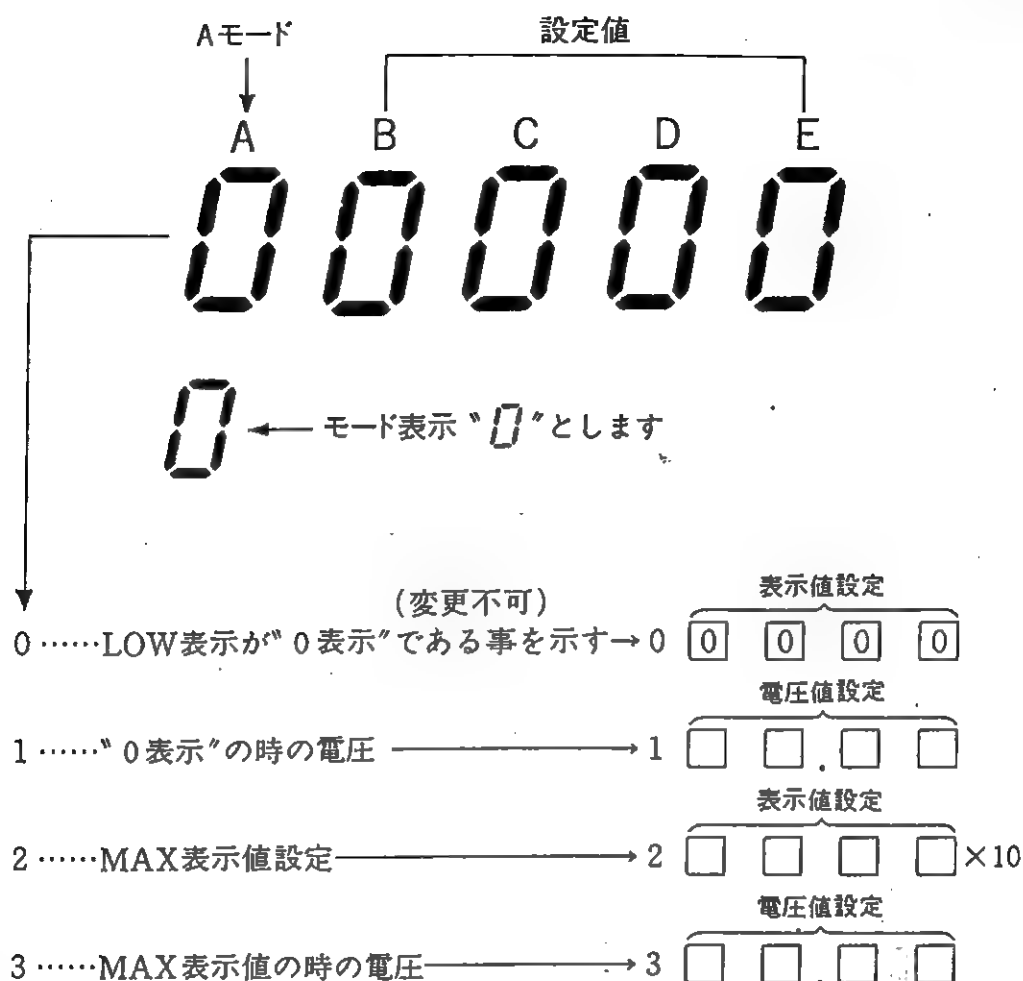 Aモード
設定値
A B C D E
00000
0 ← モード表示〝0〞とします
(変更不可)
表示値設定
0……LOW表示が〝0表示〞である事を示す→0 0 0 0 0
電圧値設定
1……〝0表示〞の時の電圧→1 □ □.□ □
表示値設定
2……MAX表示値設定→2 □ □ □ □×10
電圧値設定
3……MAX表示値の時の電圧→3 □ □.□ □